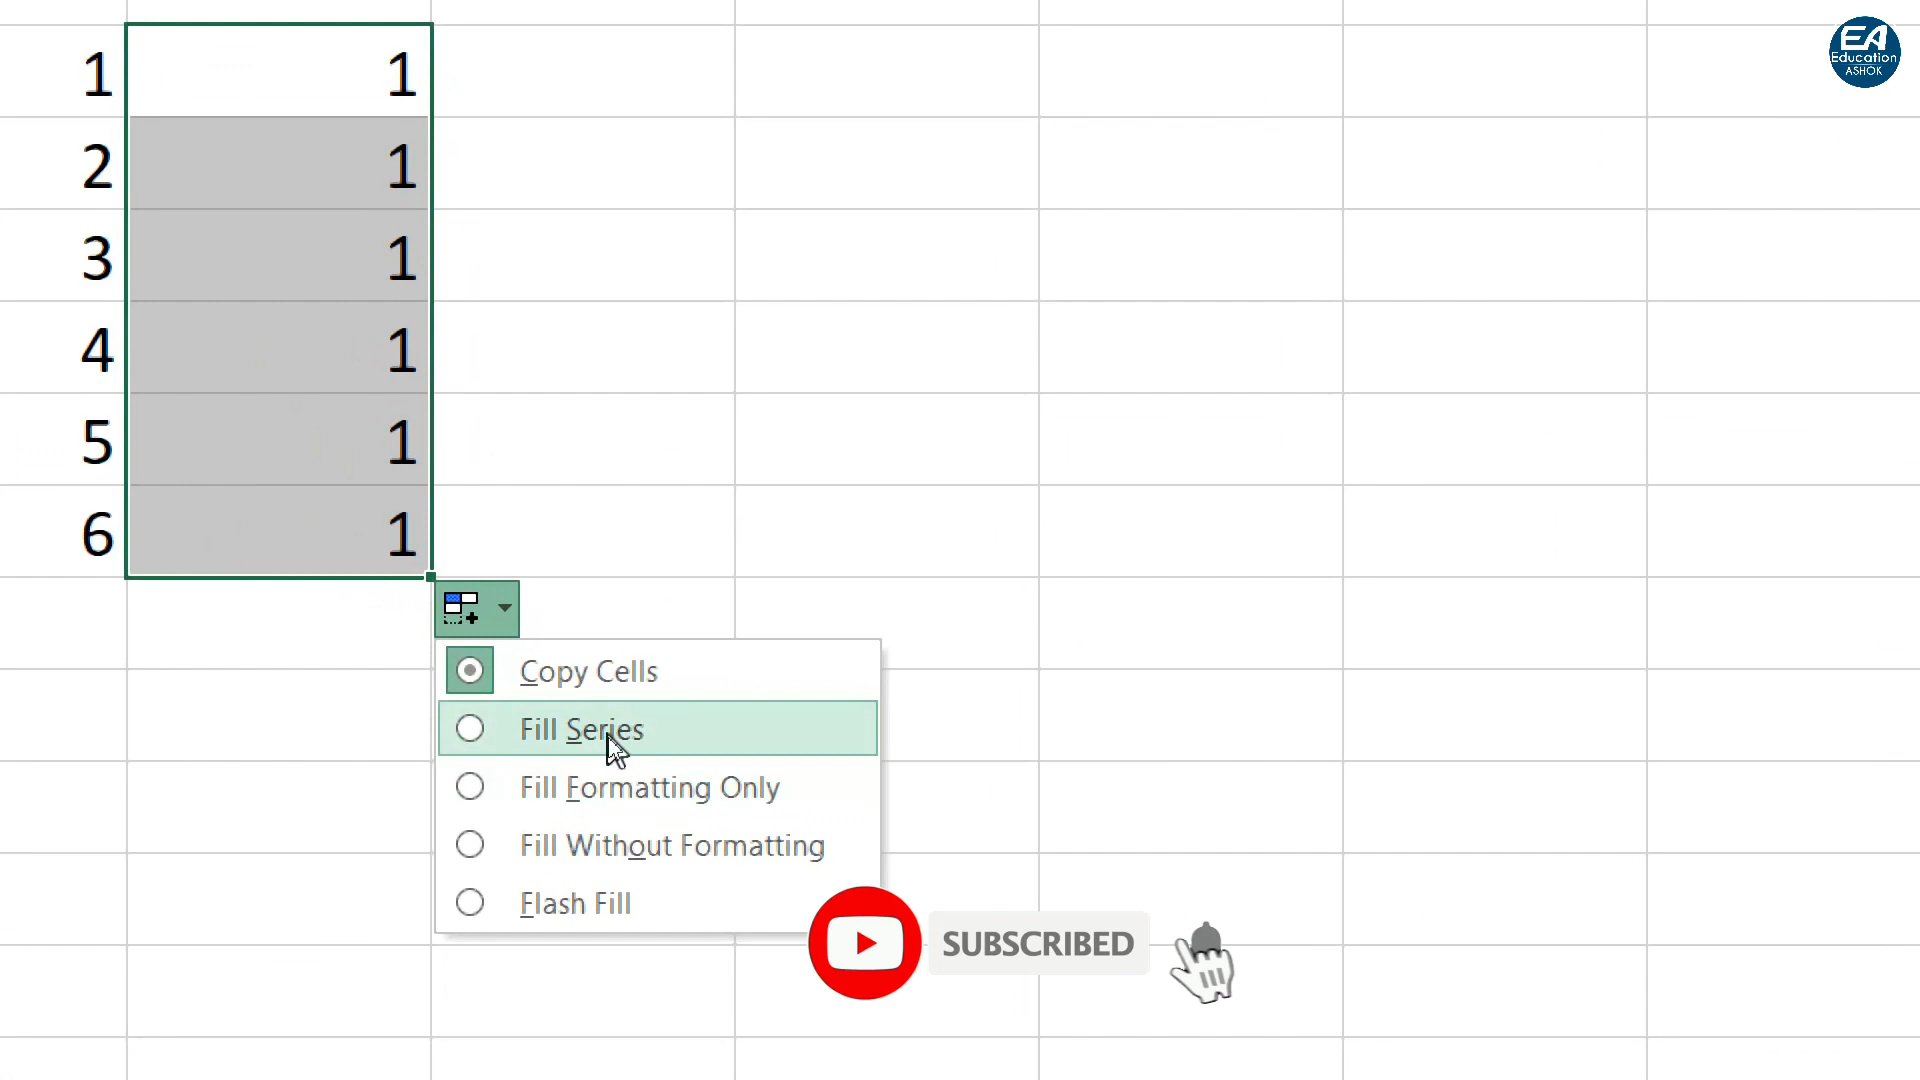 EA
Education
ASHOK
1 1
2 1
3 1
4 1
5 1
6 1
Copy Cells
Fill Series
Fill Formatting Only
Fill Without Formatting
Flash Fill
SUBSCRIBED